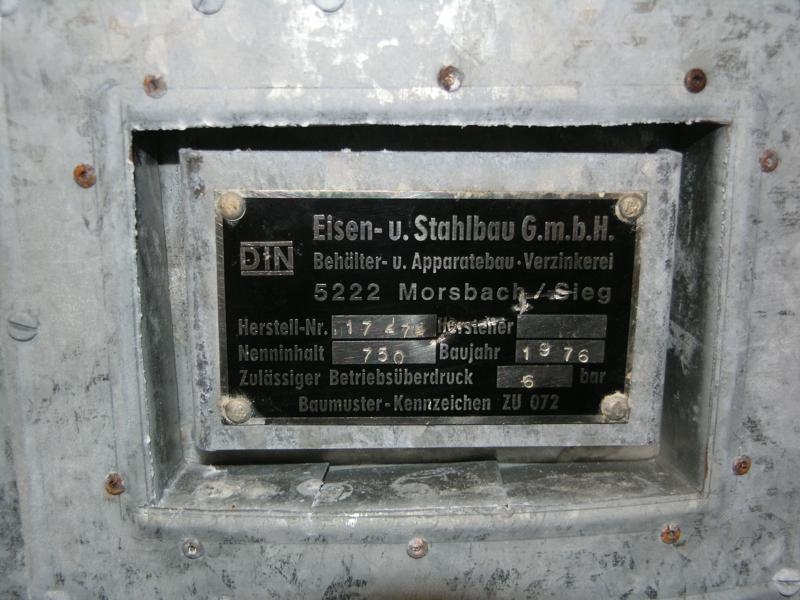 DIN
Eisen- u. Stahlbau G.m.b.H.
Behälter- u. Apparatebau · Verzinkerei
5222 Morsbach/Sieg
Herstell-Nr. Hersteller
Nenninhalt 750 Baujahr 1976
Zulässiger Betriebsüberdruck 6 bar
Baumuster-Kennzeichen ZU 072